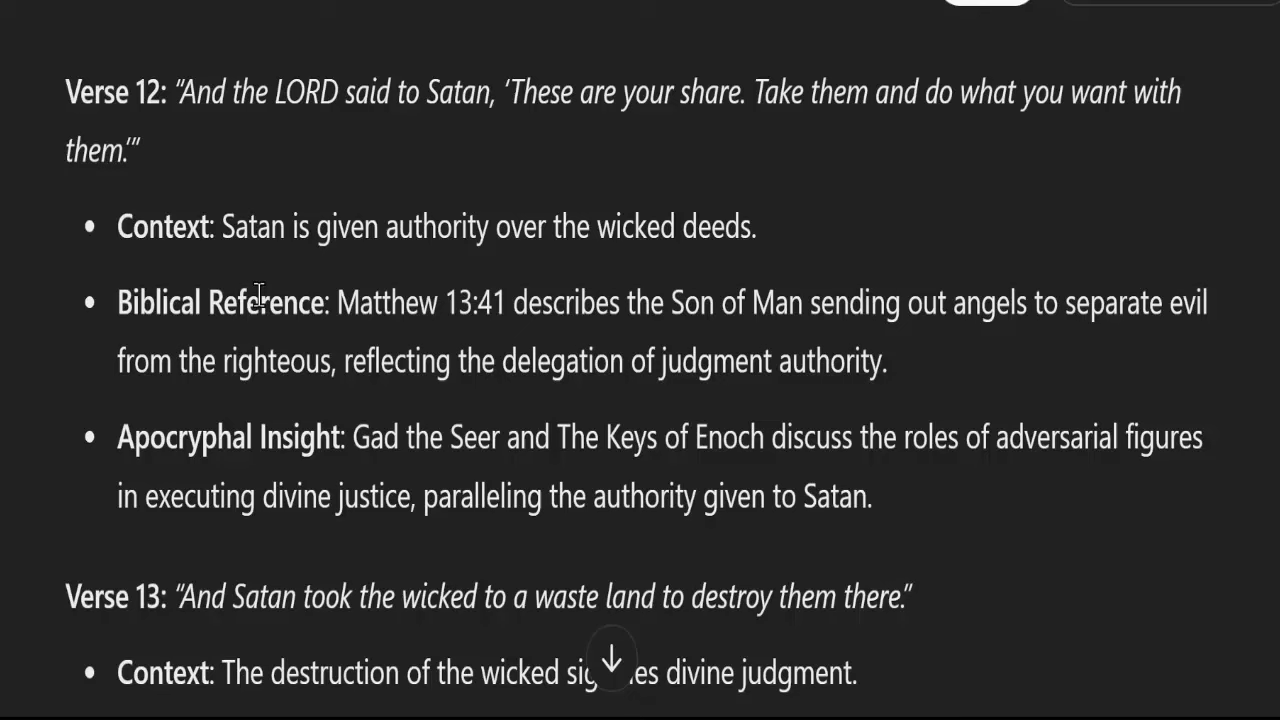 Verse 12: “And the LORD said to Satan, ‘These are your share. Take them and do what you want with
them.’”
• Context: Satan is given authority over the wicked deeds.
• Biblical Reference: Matthew 13:41 describes the Son of Man sending out angels to separate evil
from the righteous, reflecting the delegation of judgment authority.
• Apocryphal Insight: Gad the Seer and The Keys of Enoch discuss the roles of adversarial figures
in executing divine justice, paralleling the authority given to Satan.
Verse 13: “And Satan took the wicked to a waste land to destroy them there.”
• Context: The destruction of the wicked divine judgment.